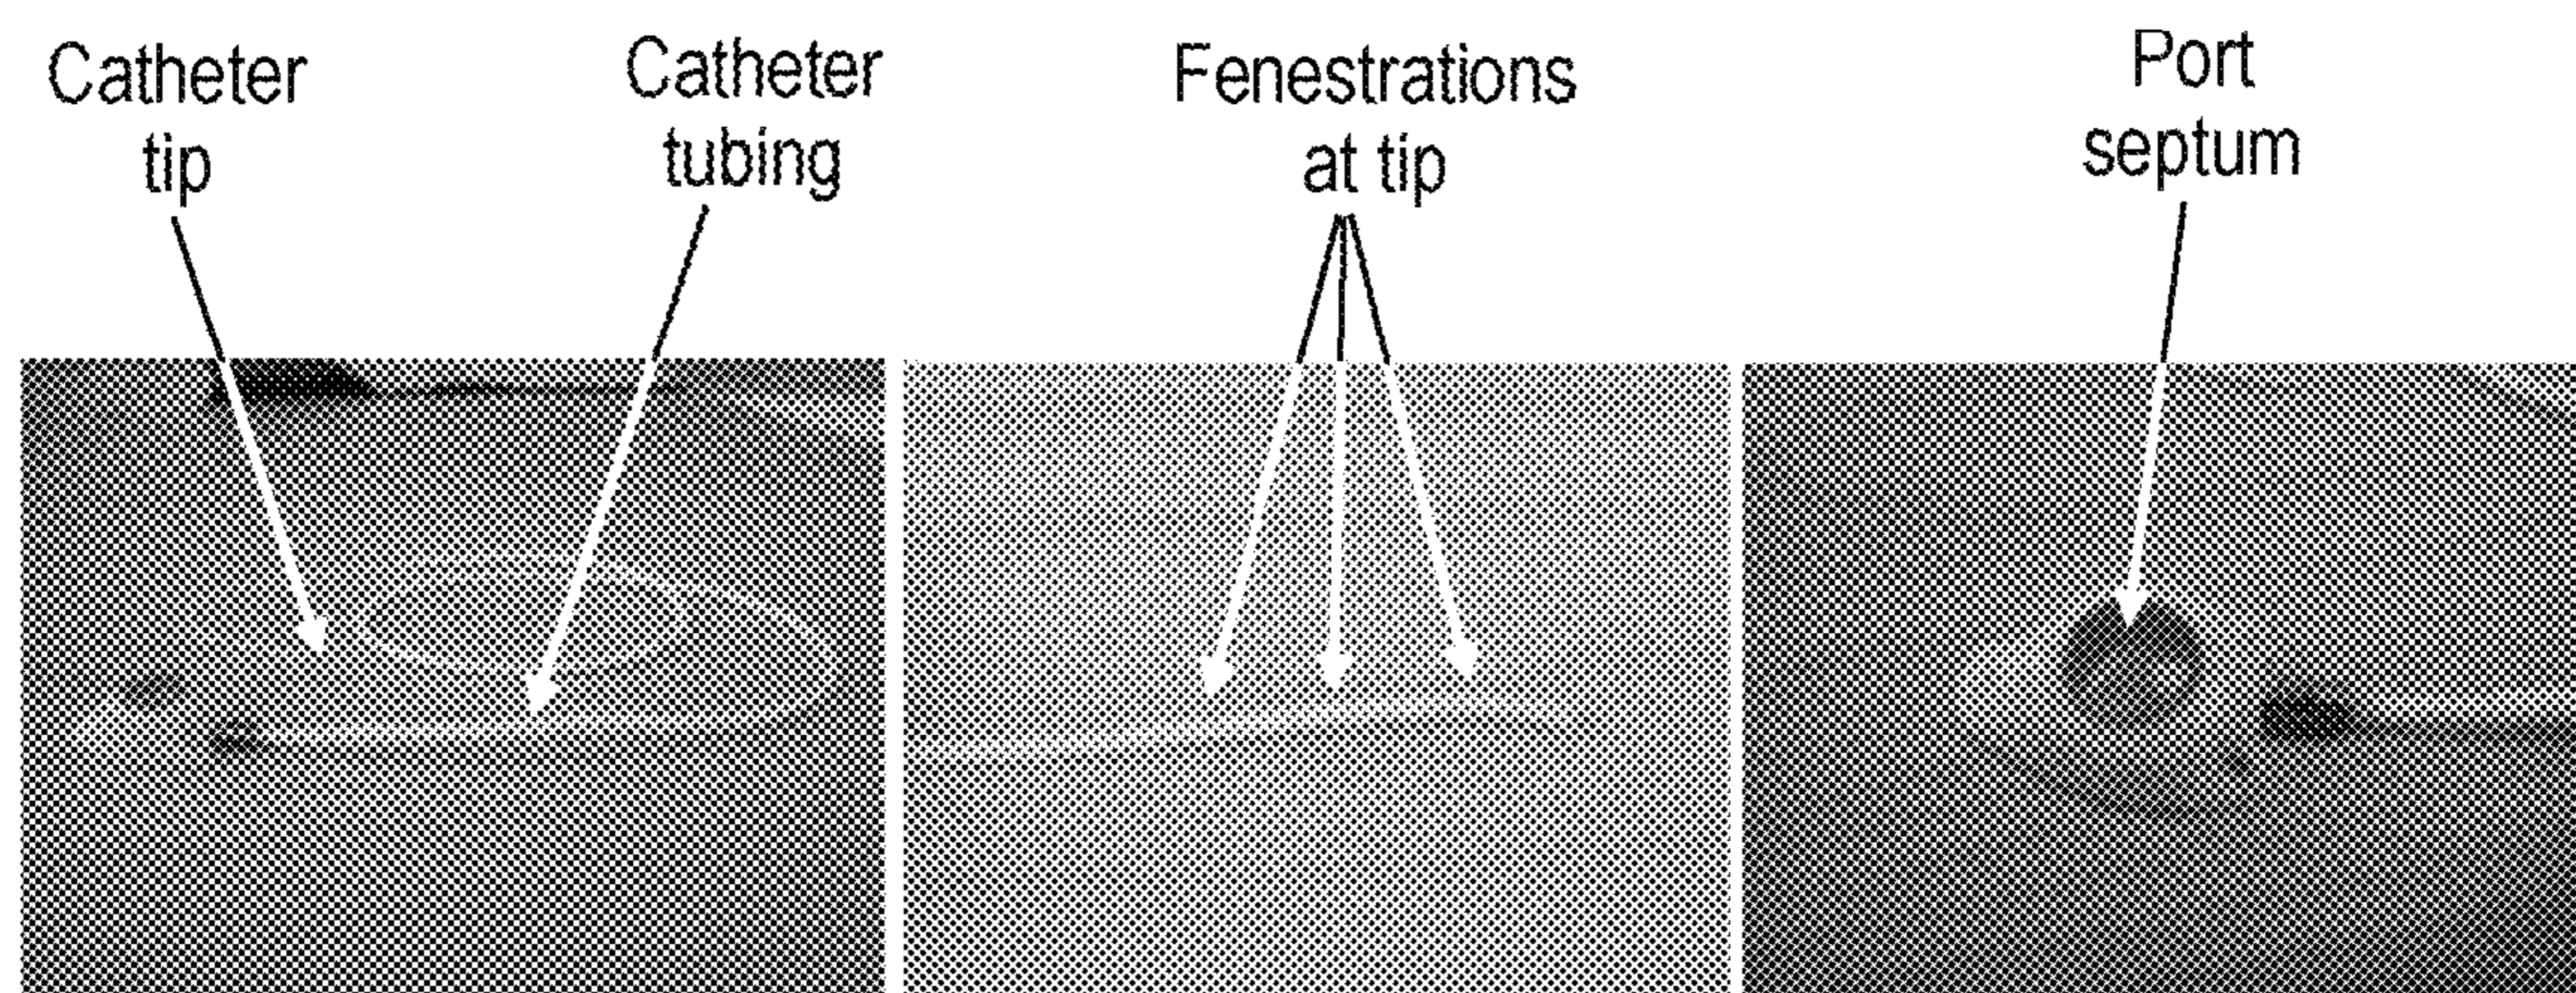 Catheter
tip
Catheter
tubing
Fenestrations
at tip
Port
septum